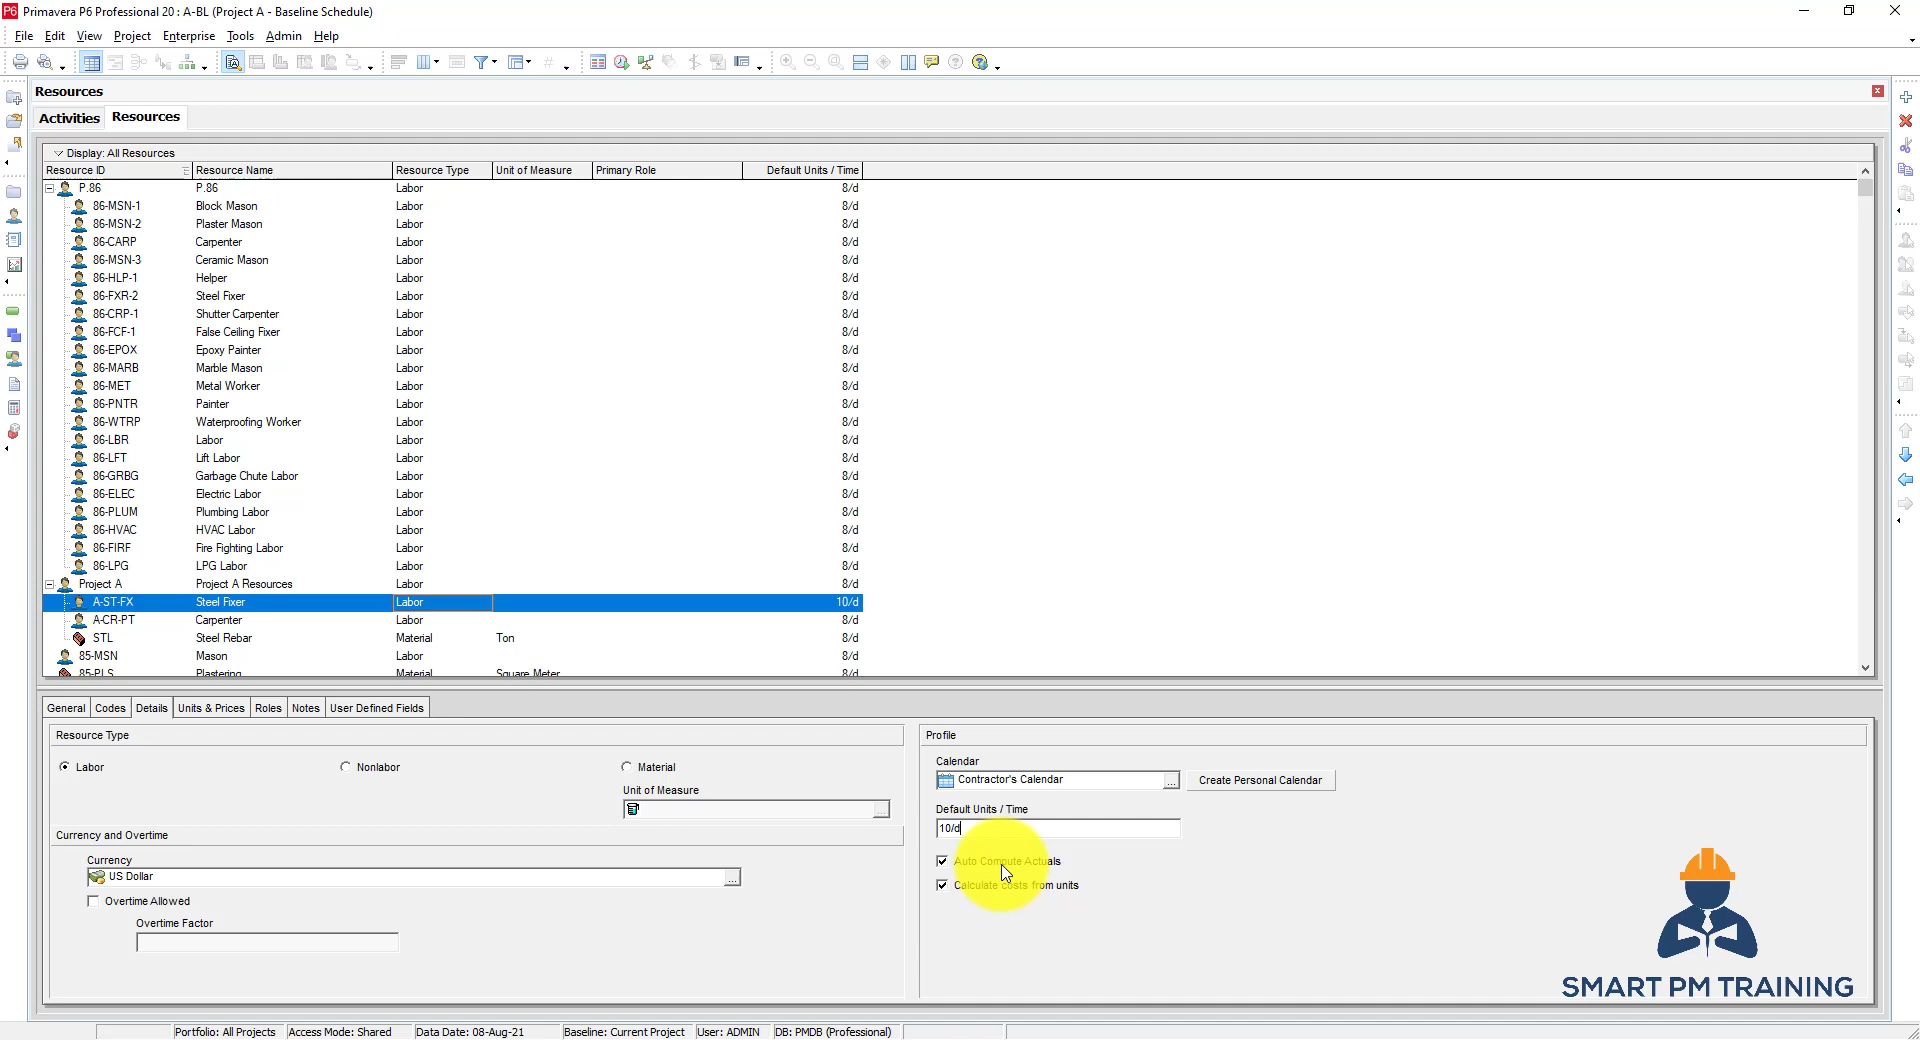 P6 Primavera P6 Professional 20 : A-BL (Project A - Baseline Schedule)
File Edit View Project Enterprise Tools Admin Help
Resources
Activities Resources
Display: All Resources
Resource ID Resource Name Resource Type Unit of Measure Primary Role Default Units / Time
P.86 P.86 Labor 8/d
86-MSN-1 Block Mason Labor 8/d
86-MSN-2 Plaster Mason Labor 8/d
86-CARP Carpenter Labor 8/d
86-MSN-3 Ceramic Mason Labor 8/d
86-HLP-1 Helper Labor 8/d
86-FXR-2 Steel Fixer Labor 8/d
86-CRP-1 Shutter Carpenter Labor 8/d
86-FCF-1 False Ceiling Fixer Labor 8/d
86-EPOX Epoxy Painter Labor 8/d
86-MARB Marble Mason Labor 8/d
86-MET Metal Worker Labor 8/d
86-PNTR Painter Labor 8/d
86-WTRP Waterproofing Worker Labor 8/d
86-LBR Labor Labor 8/d
86-LFT Lift Labor Labor 8/d
86-GRBG Garbage Chute Labor Labor 8/d
86-ELEC Electric Labor Labor 8/d
86-PLUM Plumbing Labor Labor 8/d
86-HVAC HVAC Labor Labor 8/d
86-FIRF Fire Fighting Labor Labor 8/d
86-LPG LPG Labor Labor 8/d
Project A Project A Resources Labor 8/d
A-ST-FX Steel Fixer Labor 10/d
A-CR-PT Carpenter Labor 8/d
STL Steel Rebar Material Ton 8/d
85-MSN Mason Labor 8/d
85-PLS Plastering Material Square Meter 8/d
General Codes Details Units & Prices Roles Notes User Defined Fields
Resource Type
Labor Nonlabor Material
Unit of Measure
Currency and Overtime
Currency
US Dollar
Overtime Allowed
Overtime Factor
Profile
Calendar
Contractor's Calendar Create Personal Calendar
Default Units / Time
10/d
Auto Compute Actuals
Calculate costs from units
SMART PM TRAINING
Portfolio: All Projects Access Mode: Shared Data Date: 08-Aug-21 Baseline: Current Project User: ADMIN DB: PMDB (Professional)